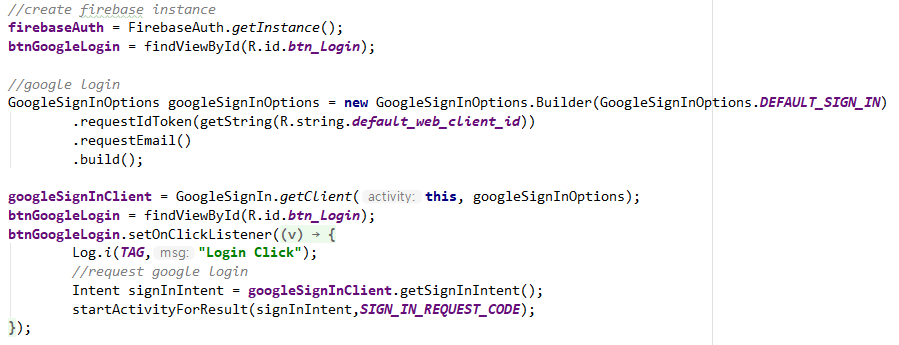 //create firebase instance
firebaseAuth = FirebaseAuth.getInstance();
btnGoogleLogin = findViewById(R.id.btn_Login);
//google login
GoogleSignInOptions googleSignInOptions = new GoogleSignInOptions.Builder(GoogleSignInOptions.DEFAULT_SIGN_IN)
.requestIdToken(getString(R.string.default_web_client_id))
.requestEmail()
.build();
googleSignInClient = GoogleSignIn.getClient( activity: this, googleSignInOptions);
btnGoogleLogin = findViewById(R.id.btn_Login);
btnGoogleLogin.setOnClickListener((v) → {
Log.i(TAG, msg: "Login Click");
//request google login
Intent signInIntent = googleSignInClient.getSignInIntent();
startActivityForResult(signInIntent,SIGN_IN_REQUEST_CODE);
});